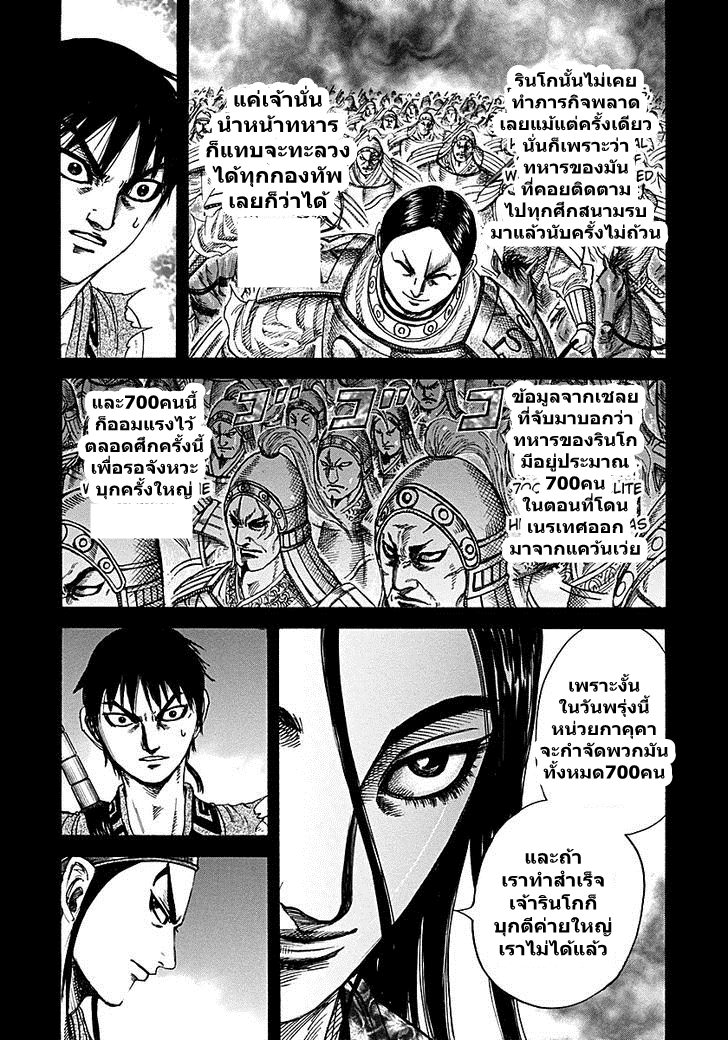 รินโกนั้นไม่เคย
ทำภารกิจพลาด
เลยแม้แต่ครั้งเดียว
นั่นก็เพราะว่า
ทหารของมัน
ที่คอยติดตาม
ไปทุกศึกสนามรบ
มาแล้วนับครั้งไม่ถ้วน
แค่เจ้านั่น
นำหน้าทหาร
ก็แทบจะทะลวง
ได้ทุกกองทัพ
เลยก็ว่าได้
ข้อมูลจากเชลย
ที่จับมาบอกว่า
ทหารของรินโก
มีอยู่ประมาณ
700คน
ในตอนที่โดน
เนรเทศออก
มาจากแคว้นเว่ย
และ700คนนี้
ก็ออมแรงไว้
ตลอดศึกครั้งนี้
เพื่อรอจังหวะ
บุกครั้งใหญ่
ゴゴゴ
เพราะงั้น
ในวันพรุ่งนี้
หน่วยกาคุคา
จะกำจัดพวกมัน
ทั้งหมด700คน
และถ้า
เราทำสำเร็จ
เจ้ารินโกก็
บุกตีค่ายใหญ่
เราไม่ได้แล้ว